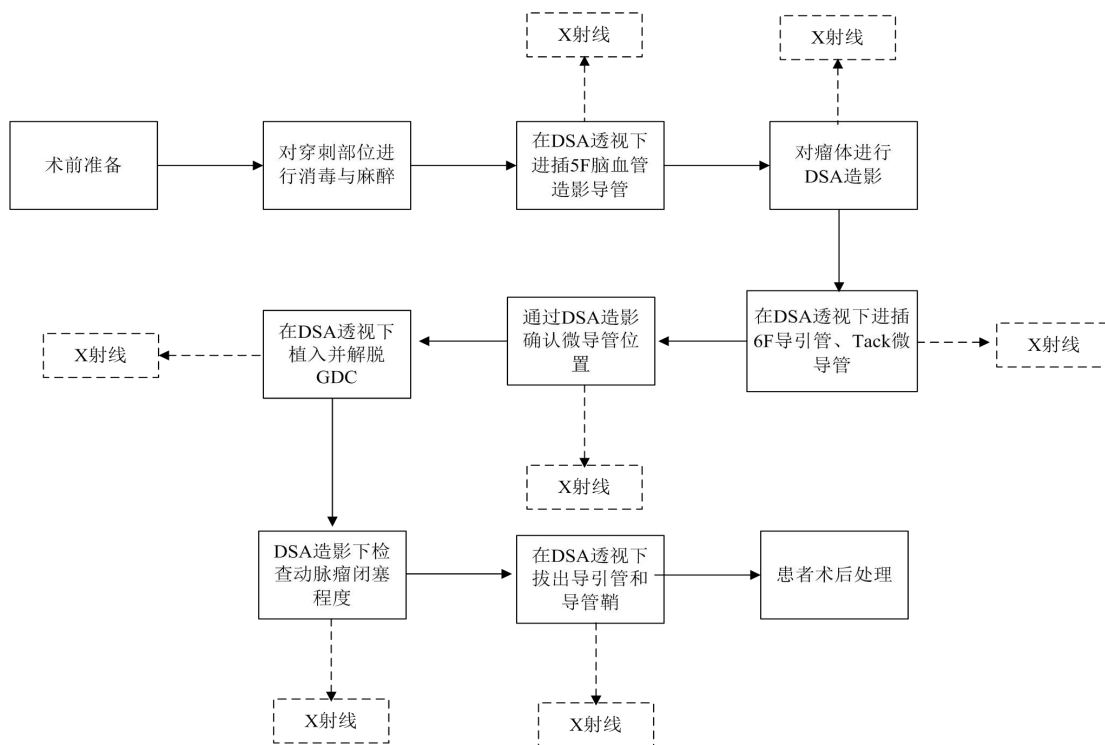 X射线
X射线
术前准备
对穿刺部位进
行消毒与麻醉
在DSA透视下
进插5F脑血管
造影导管
对瘤体进行
DSA造影
X射线
在DSA透视下
植入并解脱
GDC
通过DSA造影
确认微导管位
置
在DSA透视下进插
6F导引管、Tack微
导管
X射线
X射线
DSA造影下检
查动脉瘤闭塞
程度
在DSA透视下
拔出导引管和
导管鞘
患者术后处理
X射线
X射线